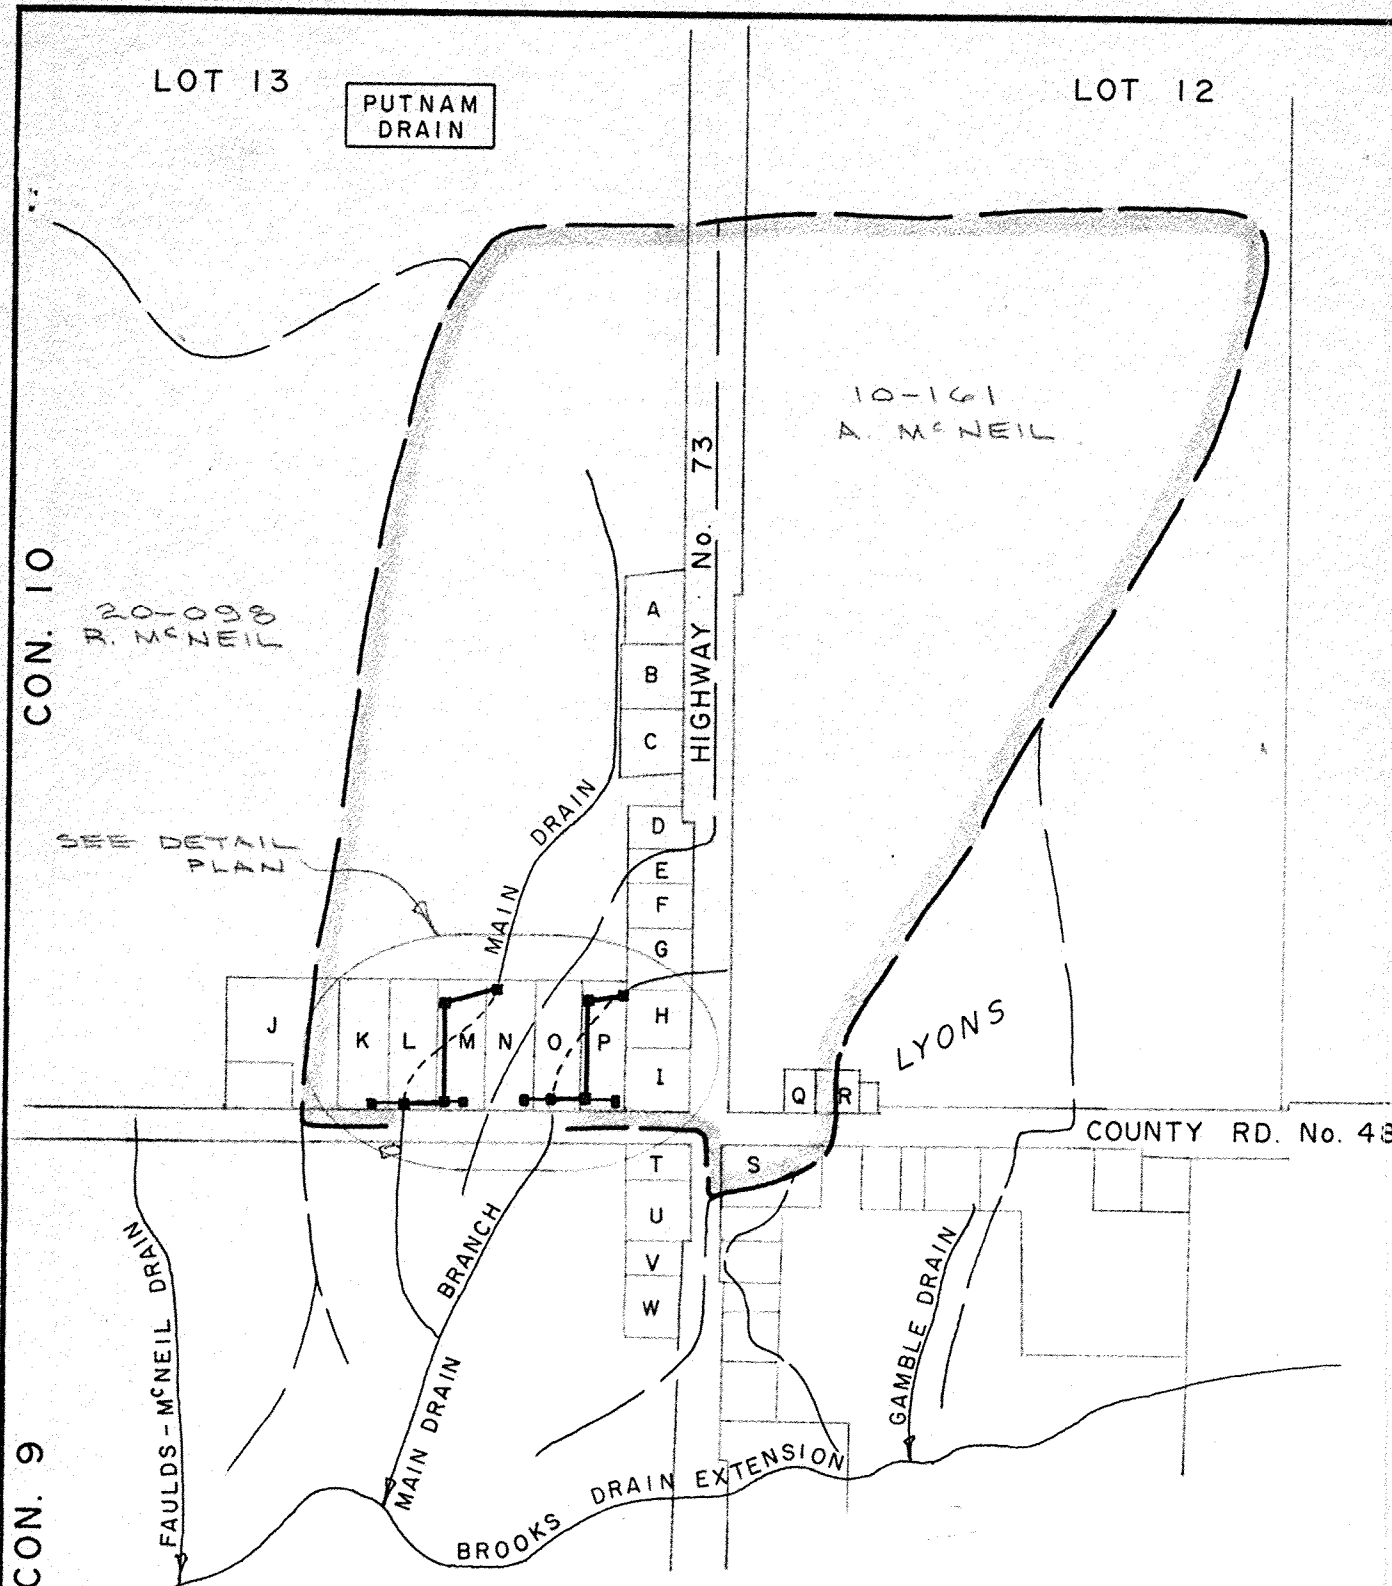 LOT 13
PUTNAM
DRAIN
LOT 12
10-161
A. McNEIL
HIGHWAY No. 73
CON. 10
20-098
R. McNEIL
A
B
C
SEE DETAIL
PLAN
MAIN DRAIN
D
E
F
G
H
I
J
K
L
M
N
O
P
LYONS
Q
R
COUNTY RD. No. 48
S
T
U
V
W
BRANCH
MAIN DRAIN
FAULDS-McNEIL DRAIN
GAMBLE DRAIN
BROOKS DRAIN EXTENSION
CON. 9